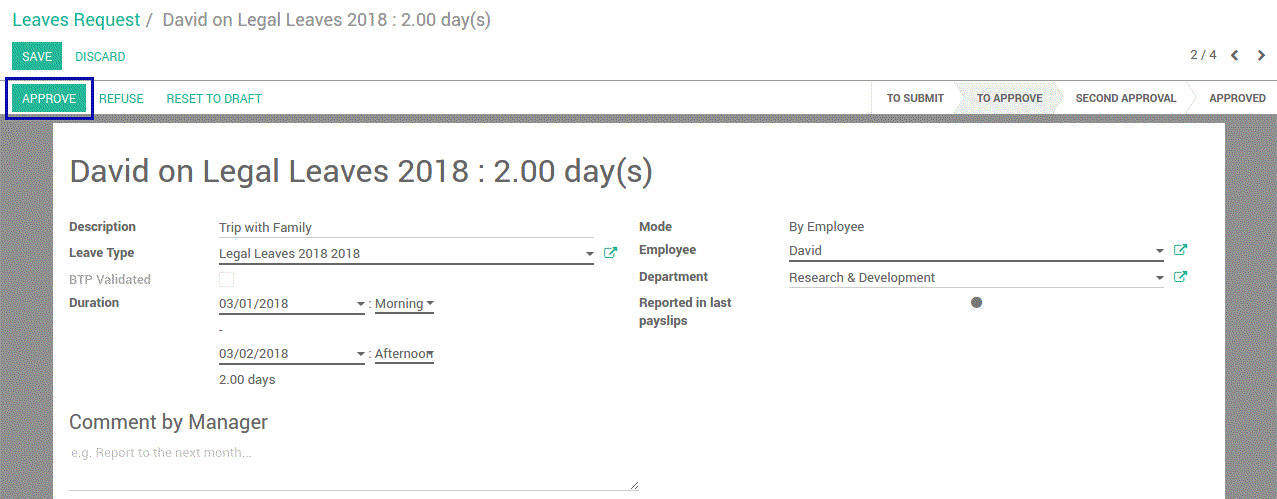 Leaves Request / David on Legal Leaves 2018 : 2.00 day(s)
SAVE DISCARD 2 / 4
APPROVE REFUSE RESET TO DRAFT TO SUBMIT TO APPROVE SECOND APPROVAL APPROVED
David on Legal Leaves 2018 : 2.00 day(s)
Description Trip with Family Mode By Employee
Leave Type Legal Leaves 2018 2018 Employee David
BTP Validated Department Research & Development
Duration 03/01/2018 : Morning Reported in last
payslips
-
03/02/2018 : Afternoon
2.00 days
Comment by Manager
e.g. Report to the next month...